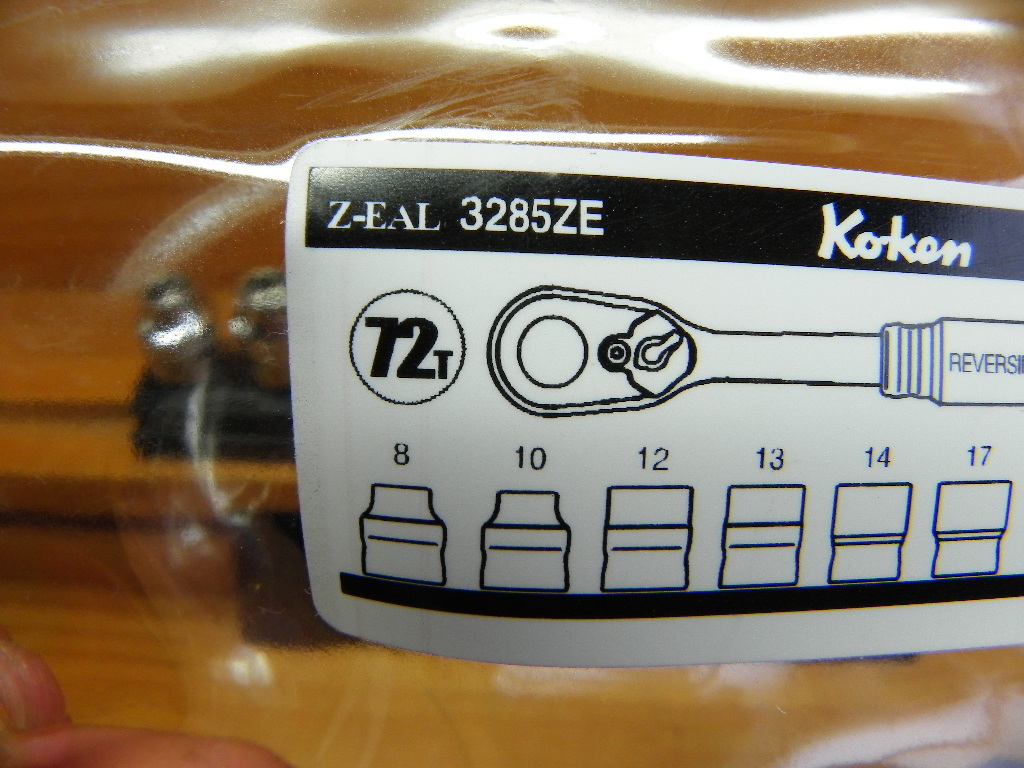 Z-EAL 3285ZE Koken
72T
REVERSI
8 10 12 13 14 17